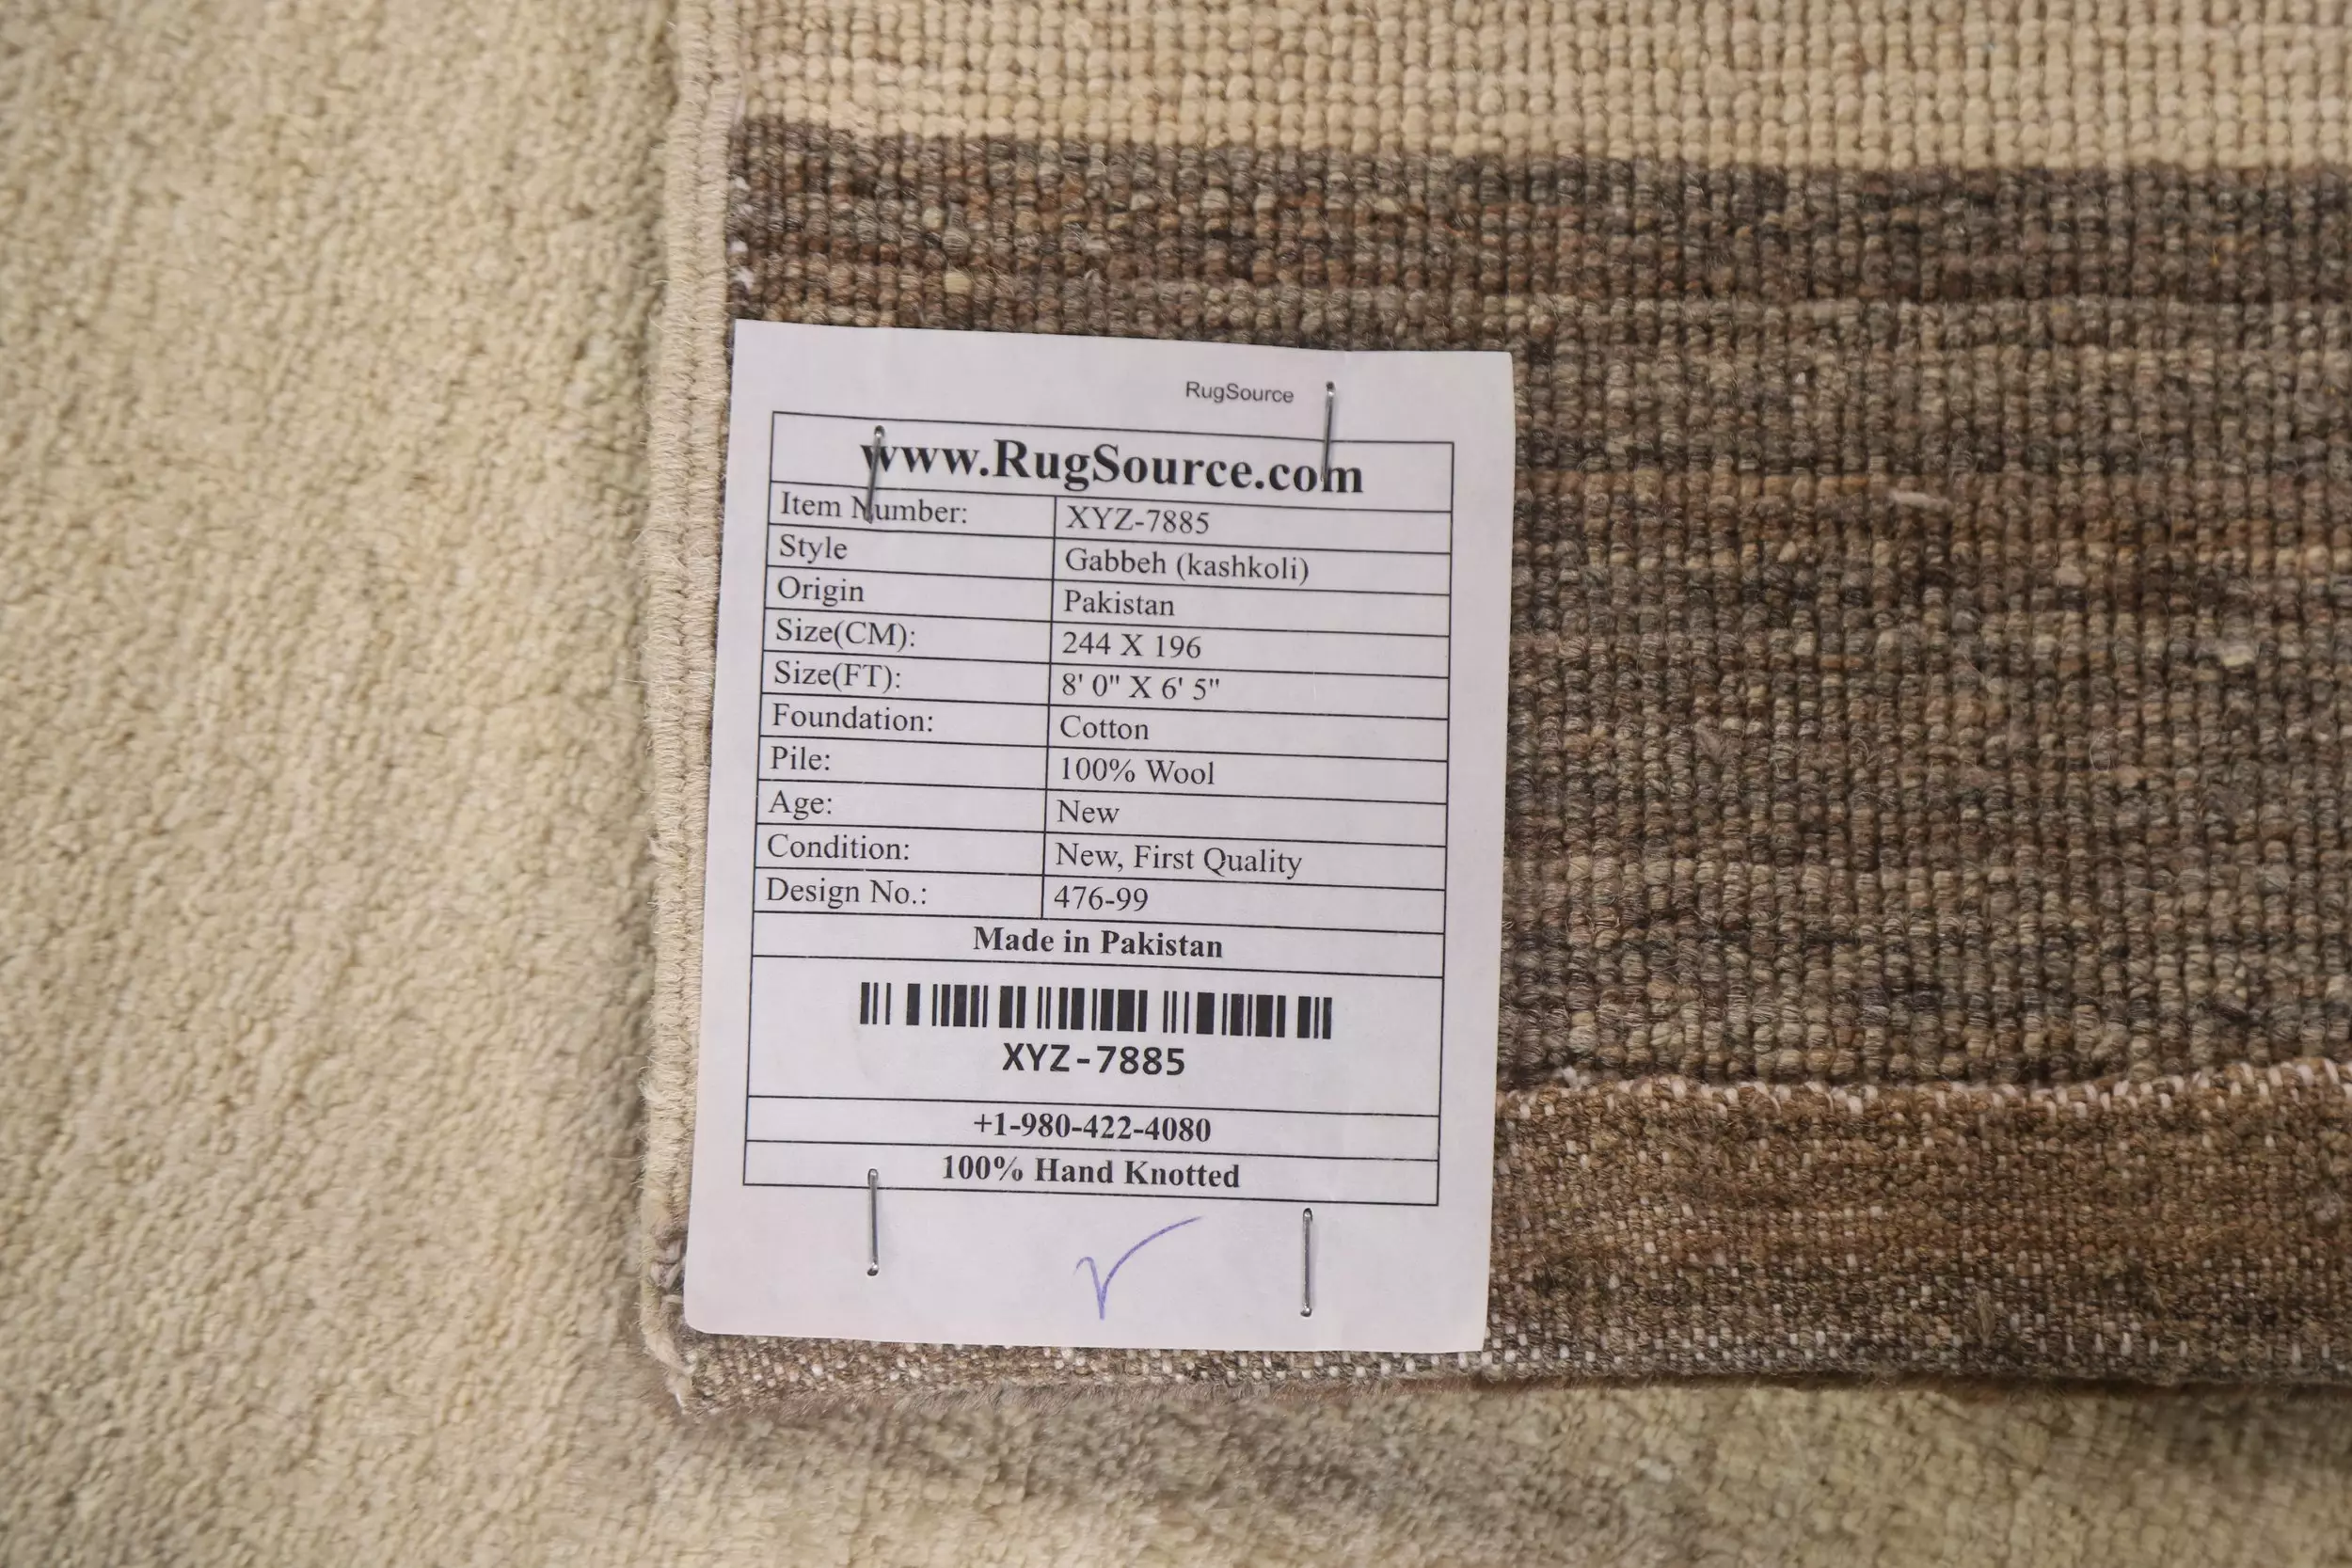 RugSource
www.RugSource.com
Item Number: XYZ-7885
Style Gabbeh (kashkoli)
Origin Pakistan
Size(CM): 244 X 196
Size(FT): 8' 0" X 6' 5"
Foundation: Cotton
Pile: 100% Wool
Age: New
Condition: New, First Quality
Design No.: 476-99
Made in Pakistan
XYZ-7885
+1-980-422-4080
100% Hand Knotted